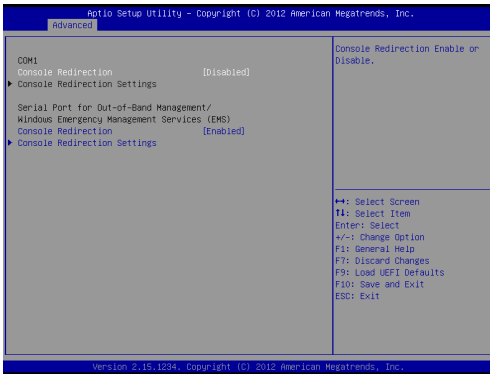 Aptio Setup Utility – Copyright (C) 2012 American Megatrends, Inc.
Advanced
COM1
Console Redirection [Disabled]
Console Redirection Settings
Serial Port for Out-of-Band Management/
Windows Emergency Management Services (EMS)
Console Redirection [Enabled]
Console Redirection Settings
Console Redirection Enable or
Disable.
↔: Select Screen
↑↓: Select Item
Enter: Select
+/-: Change Option
F1: General Help
F7: Discard Changes
F9: Load UEFI Defaults
F10: Save and Exit
ESC: Exit
Version 2.15.1234. Copyright (C) 2012 American Megatrends, Inc.